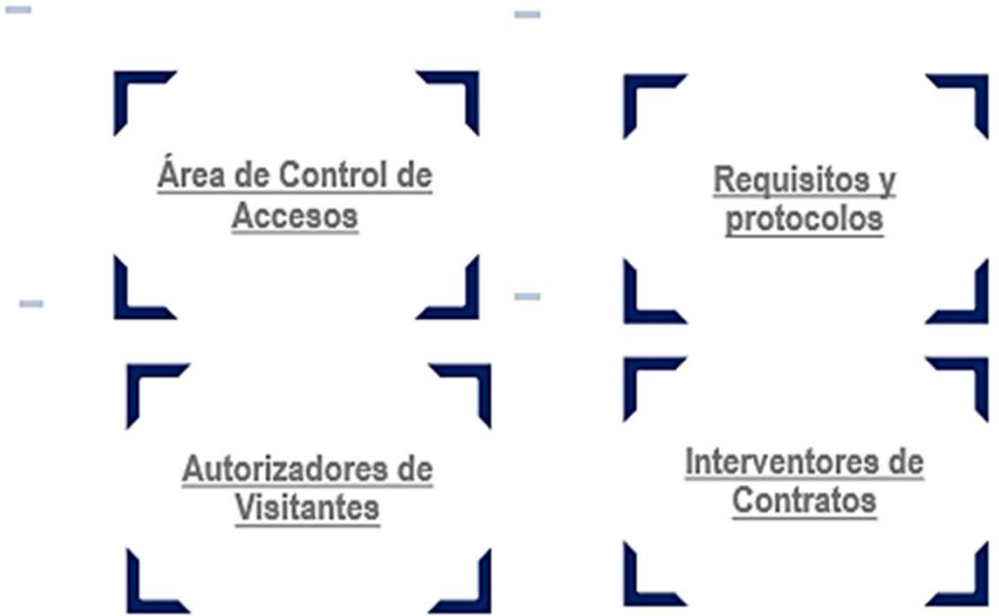 Área de Control de
Accesos
Requisitos y
protocolos
Autorizadores de
Visitantes
Interventores de
Contratos